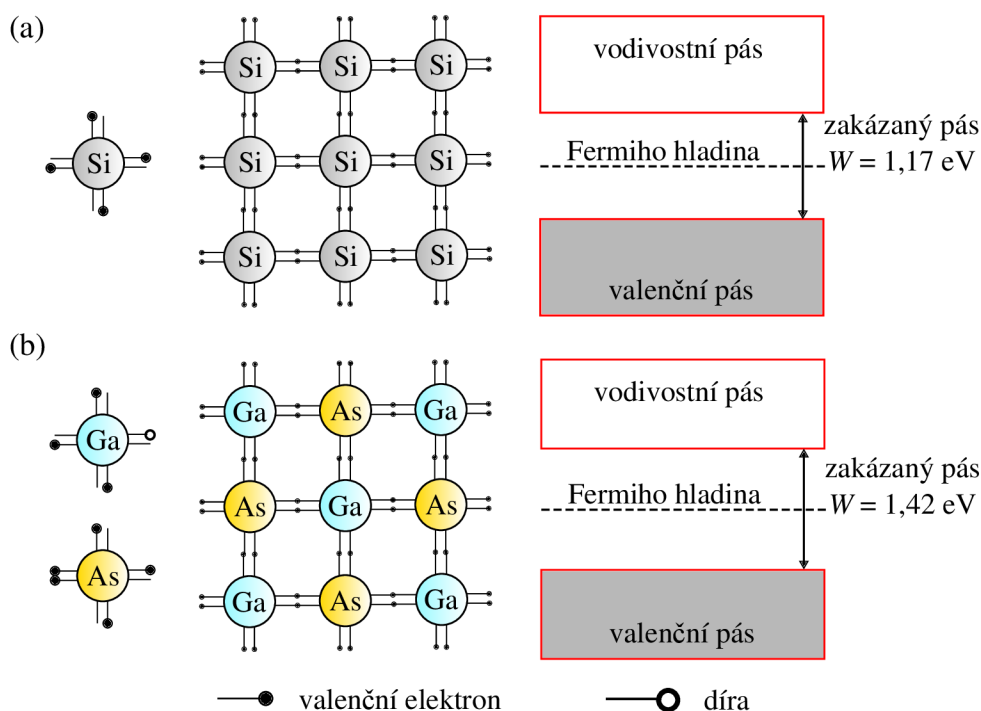 (a)
Si Si Si
vodivostní pás
Si
Si Si Si
Fermiho hladina
zakázaný pás
W = 1,17 eV
Si Si Si
valenční pás
(b)
Ga As Ga
vodivostní pás
Ga
As Ga As
Fermiho hladina
zakázaný pás
W = 1,42 eV
As
Ga As Ga
valenční pás
valenční elektron
díra